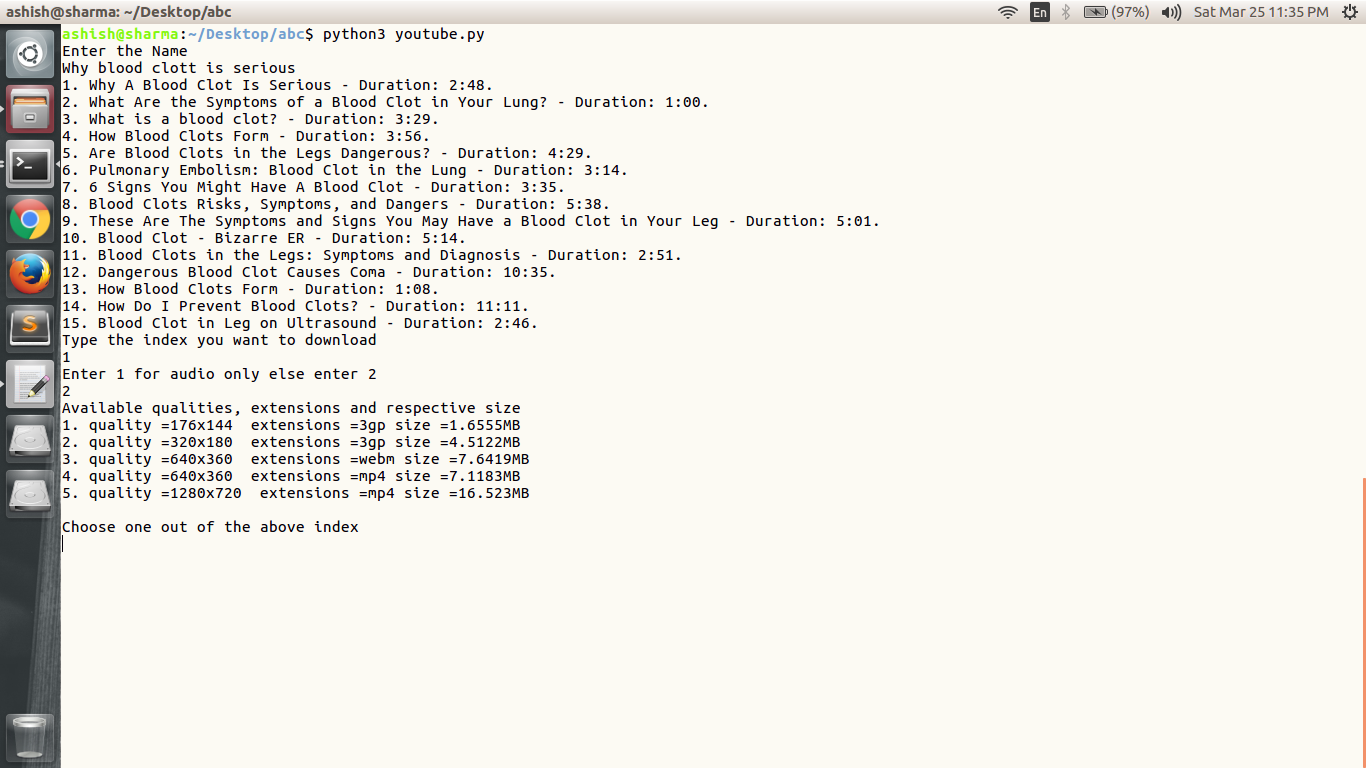 ashish@sharma: ~/Desktop/abc
En
(97%)
Sat Mar 25 11:35 PM
ashish@sharma:~/Desktop/abc$ python3 youtube.py
Enter the Name
Why blood clott is serious
1. Why A Blood Clot Is Serious - Duration: 2:48.
2. What Are the Symptoms of a Blood Clot in Your Lung? - Duration: 1:00.
3. What is a blood clot? - Duration: 3:29.
4. How Blood Clots Form - Duration: 3:56.
5. Are Blood Clots in the Legs Dangerous? - Duration: 4:29.
6. Pulmonary Embolism: Blood Clot in the Lung - Duration: 3:14.
7. 6 Signs You Might Have A Blood Clot - Duration: 3:35.
8. Blood Clots Risks, Symptoms, and Dangers - Duration: 5:38.
9. These Are The Symptoms and Signs You May Have a Blood Clot in Your Leg - Duration: 5:01.
10. Blood Clot - Bizarre ER - Duration: 5:14.
11. Blood Clots in the Legs: Symptoms and Diagnosis - Duration: 2:51.
12. Dangerous Blood Clot Causes Coma - Duration: 10:35.
13. How Blood Clots Form - Duration: 1:08.
14. How Do I Prevent Blood Clots? - Duration: 11:11.
15. Blood Clot in Leg on Ultrasound - Duration: 2:46.
Type the index you want to download
1
Enter 1 for audio only else enter 2
2
Available qualities, extensions and respective size
1. quality =176x144  extensions =3gp size =1.6555MB
2. quality =320x180  extensions =3gp size =4.5122MB
3. quality =640x360  extensions =webm size =7.6419MB
4. quality =640x360  extensions =mp4 size =7.1183MB
5. quality =1280x720  extensions =mp4 size =16.523MB
Choose one out of the above index